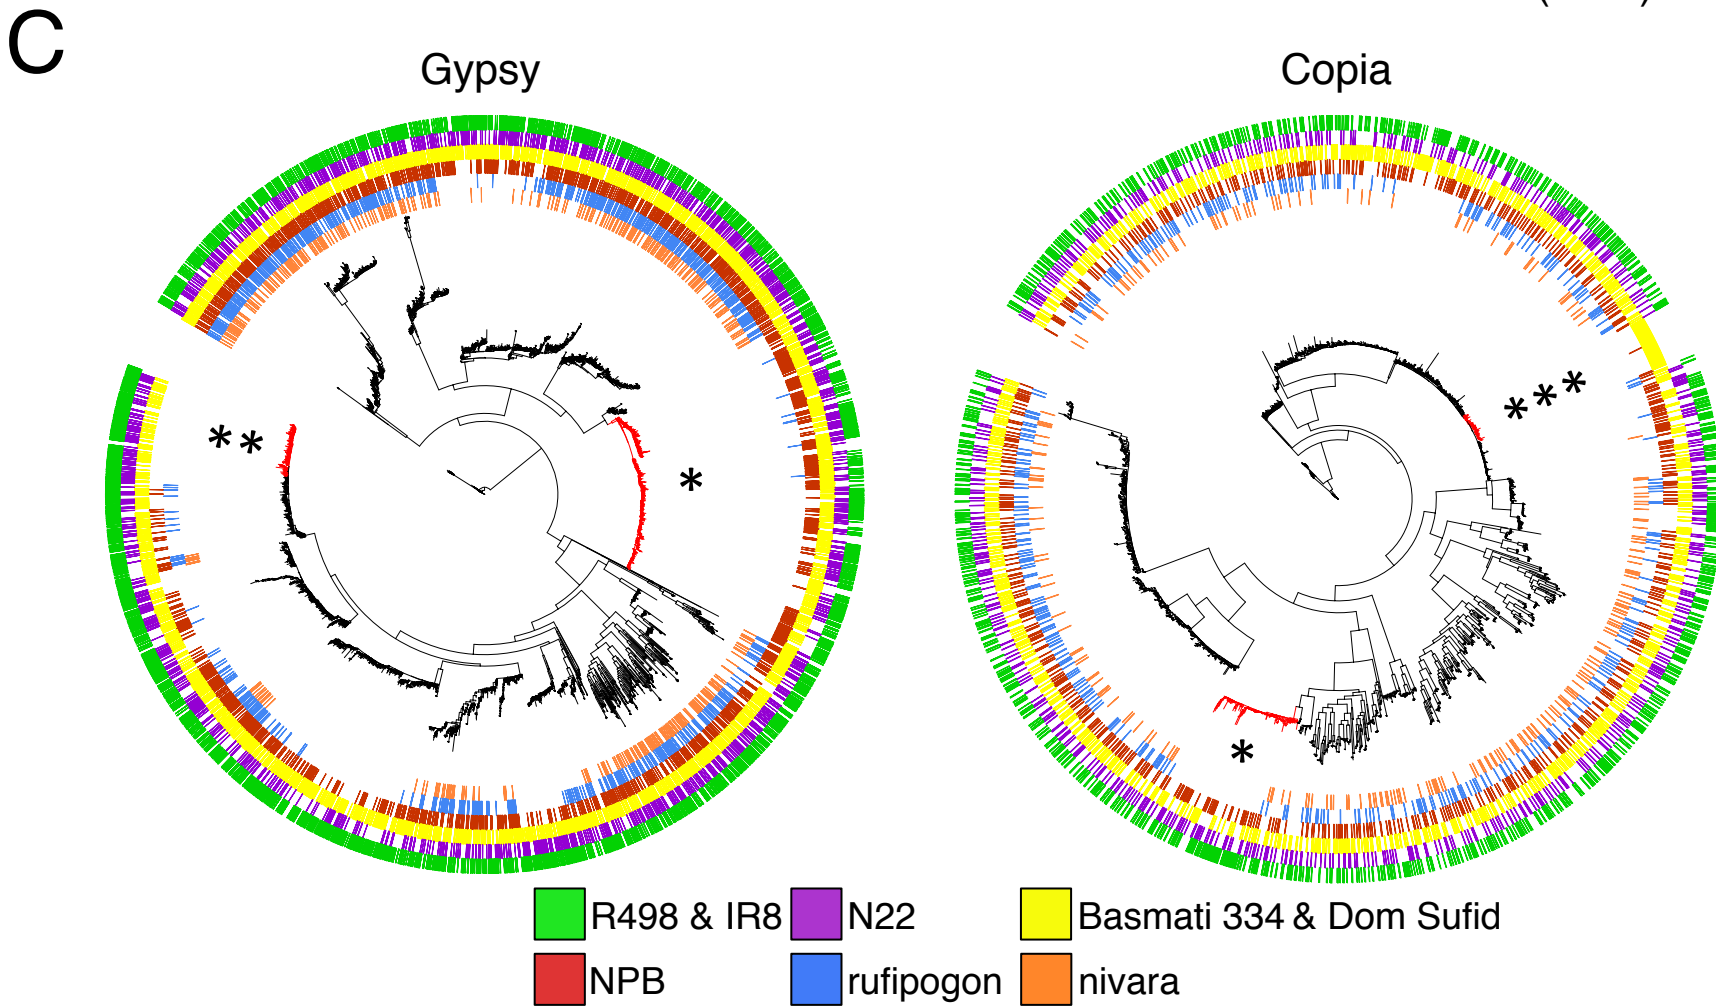 C
Gypsy
Copia
**
*
***
*
R498 & IR8
N22
Basmati 334 & Dom Sufid
NPB
rufipogon
nivara